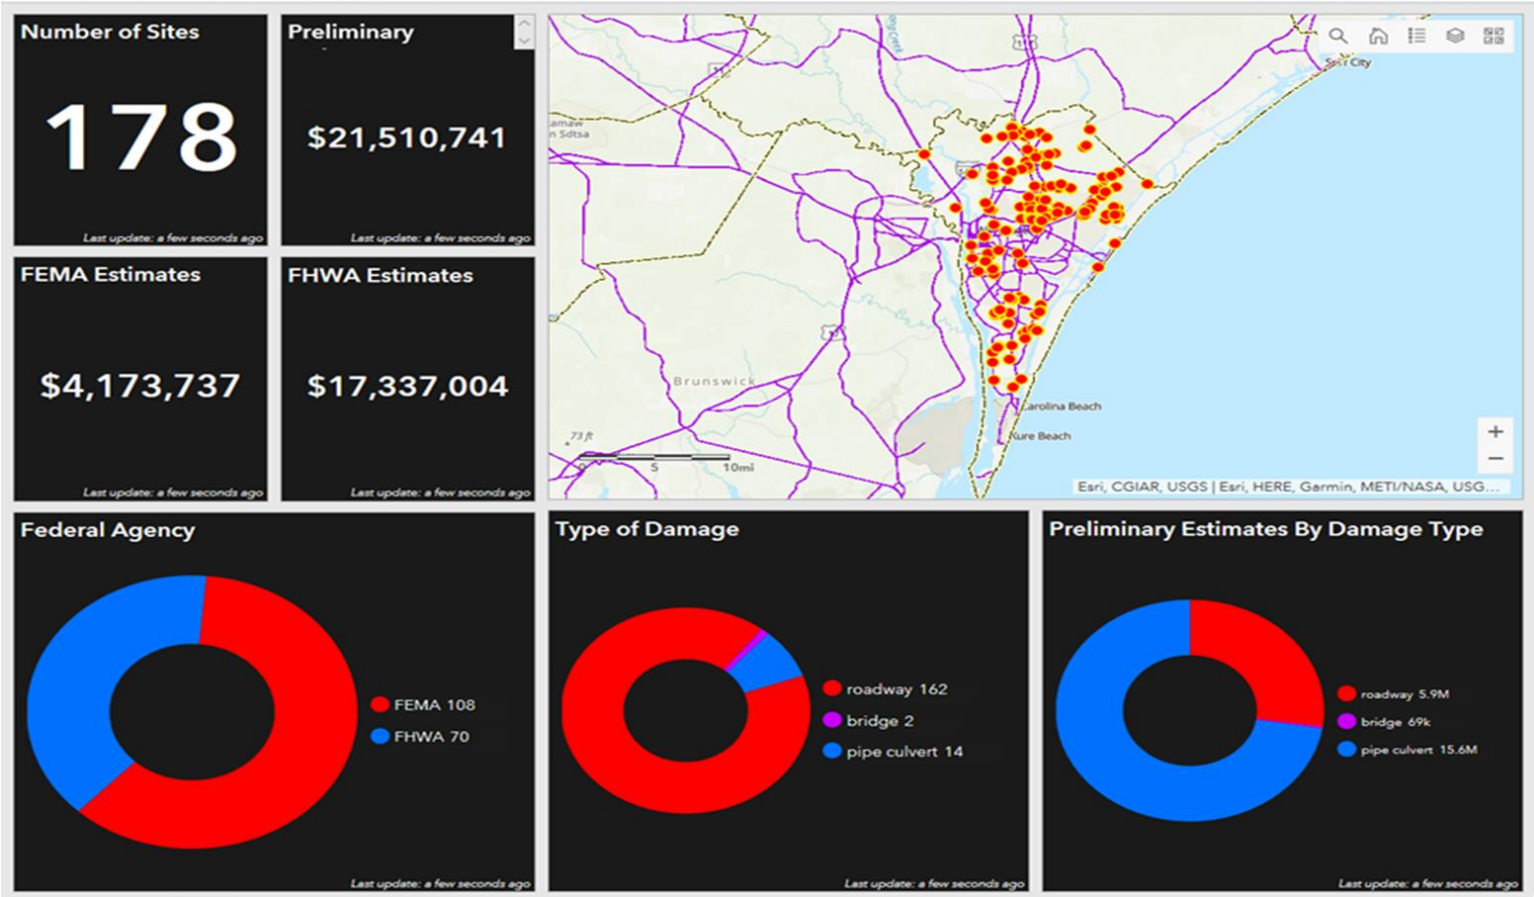 Number of Sites
178
Last update: a few seconds ago
Preliminary
$21,510,741
Last update: a few seconds ago
FEMA Estimates
$4,173,737
Last update: a few seconds ago
FHWA Estimates
$17,337,004
Last update: a few seconds ago
Surf City
n Sdtsa
Brunswick
Carolina Beach
Kure Beach
73 ft
0 5 10mi
+
−
Esri, CGIAR, USGS | Esri, HERE, Garmin, METI/NASA, USG...
Federal Agency
FEMA 108
FHWA 70
Last update: a few seconds ago
Type of Damage
roadway 162
bridge 2
pipe culvert 14
Last update: a few seconds ago
Preliminary Estimates By Damage Type
roadway 5.9M
bridge 69k
pipe culvert 15.6M
Last update: a few seconds ago